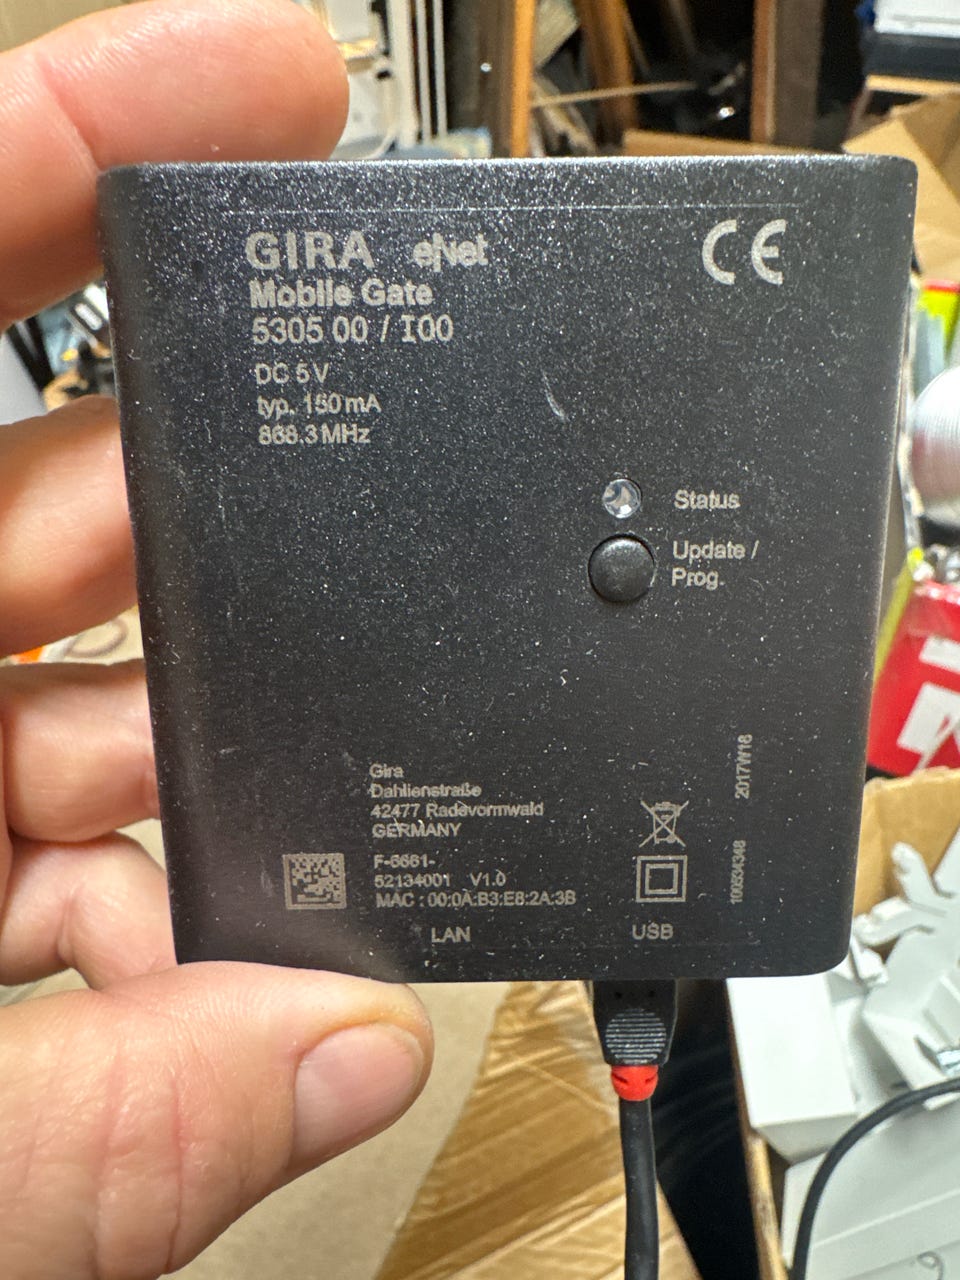 GIRA eNet
CE
Mobile Gate
5305 00 / I00
DC 5 V
typ. 150 mA
868.3 MHz
Status
Update /
Prog.
Gira
Dahlienstraße
42477 Radevormwald
GERMANY
F-6661-
52134001 V1.0
MAC : 00:0A:B3:E8:2A:3B
LAN
USB
2017W16